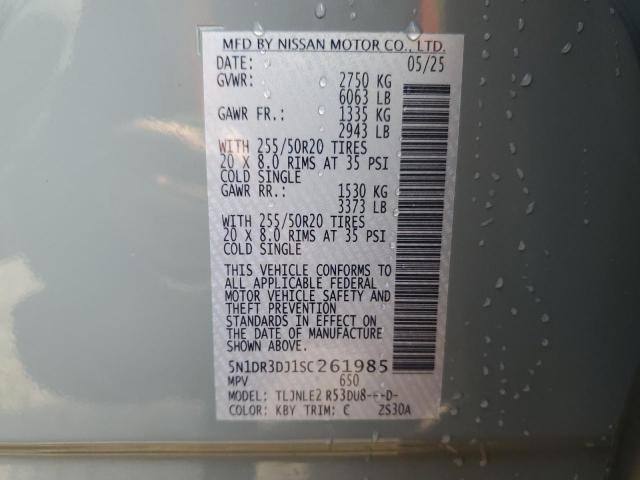 MFD BY NISSAN MOTOR CO., LTD.
DATE: 05/25
GVWR: 2750 KG
6063 LB
GAWR FR.: 1335 KG
2943 LB
WITH 255/50R20 TIRES
20 X 8.0 RIMS AT 35 PSI
COLD SINGLE
GAWR RR.: 1530 KG
3373 LB
WITH 255/50R20 TIRES
20 X 8.0 RIMS AT 35 PSI
COLD SINGLE
THIS VEHICLE CONFORMS TO
ALL APPLICABLE FEDERAL
MOTOR VEHICLE SAFETY AND
THEFT PREVENTION
STANDARDS IN EFFECT ON
THE DATE OF MANUFACTURE
SHOWN ABOVE.
5N1DR3DJ1SC261985
MPV 650
MODEL: TLJNLE2 R53DU8---D-
COLOR: KBY TRIM: C ZS30A